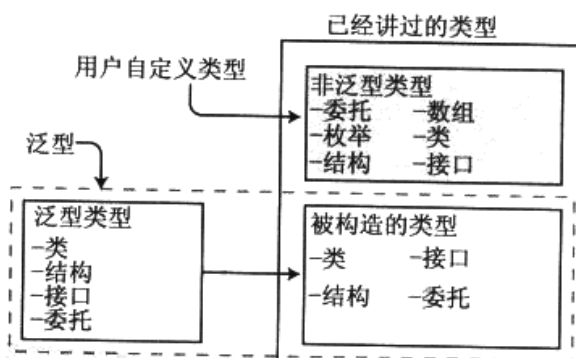 已经讲过的类型
用户自定义类型
非泛型类型
-委托 -数组
-枚举 -类
-结构 -接口
泛型
泛型类型
-类
-结构
-接口
-委托
被构造的类型
-类 -接口
-结构 -委托